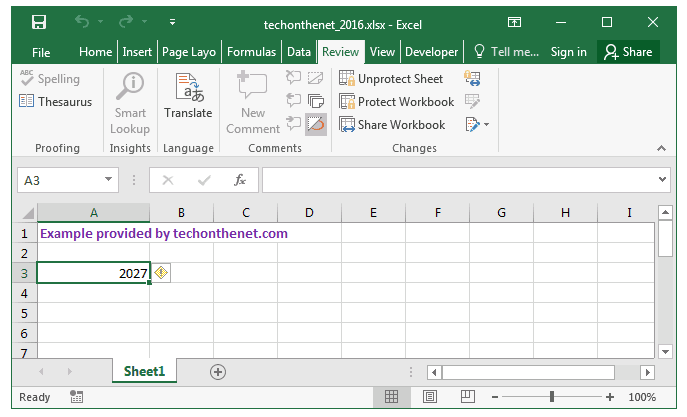 techonthenet_2016.xlsx - Excel
File Home Insert Page Layo Formulas Data Review View Developer Tell me... Sign in Share
ABC Spelling
Thesaurus
Smart Lookup
Translate
New Comment
Unprotect Sheet
Protect Workbook
Share Workbook
Proofing Insights Language Comments Changes
A3 fx
A B C D E F G H I
1 Example provided by techonthenet.com
2
3 2027
4
5
6
7
Sheet1
Ready 100%